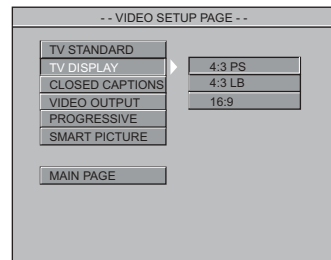 - - VIDEO SETUP PAGE - -
TV STANDARD
TV DISPLAY
CLOSED CAPTIONS
VIDEO OUTPUT
PROGRESSIVE
SMART PICTURE
MAIN PAGE
4:3 PS
4:3 LB
16:9